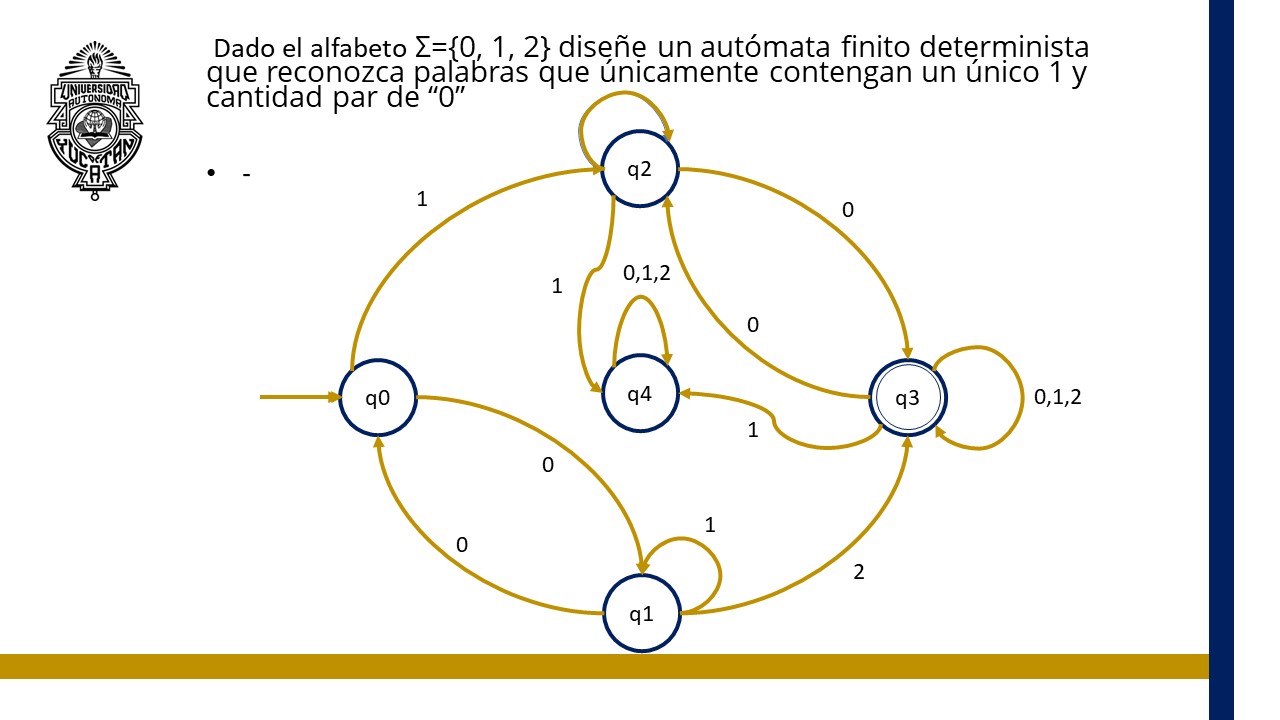 Dado el alfabeto Σ={0, 1, 2} diseñe un autómata finito determinista
que reconozca palabras que únicamente contengan un único 1 y
cantidad par de “0”
UNIVERSIDAD
AUTONOMA
YUCATAN
8
• -
q2
1
0
1
0,1,2
0
q0
q4
q3
0,1,2
1
0
1
0
2
q1